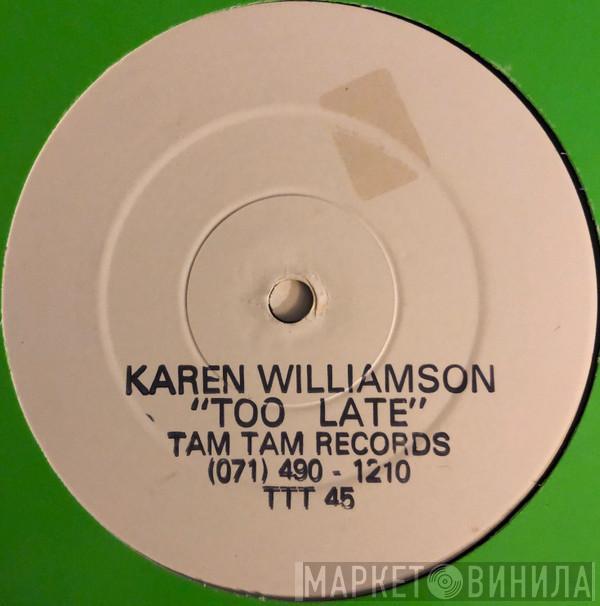 KAREN WILLIAMSON
"TOO LATE"
TAM TAM RECORDS
(071) 490 - 1210
TTT 45
МАРКЕТ ВИНИЛА